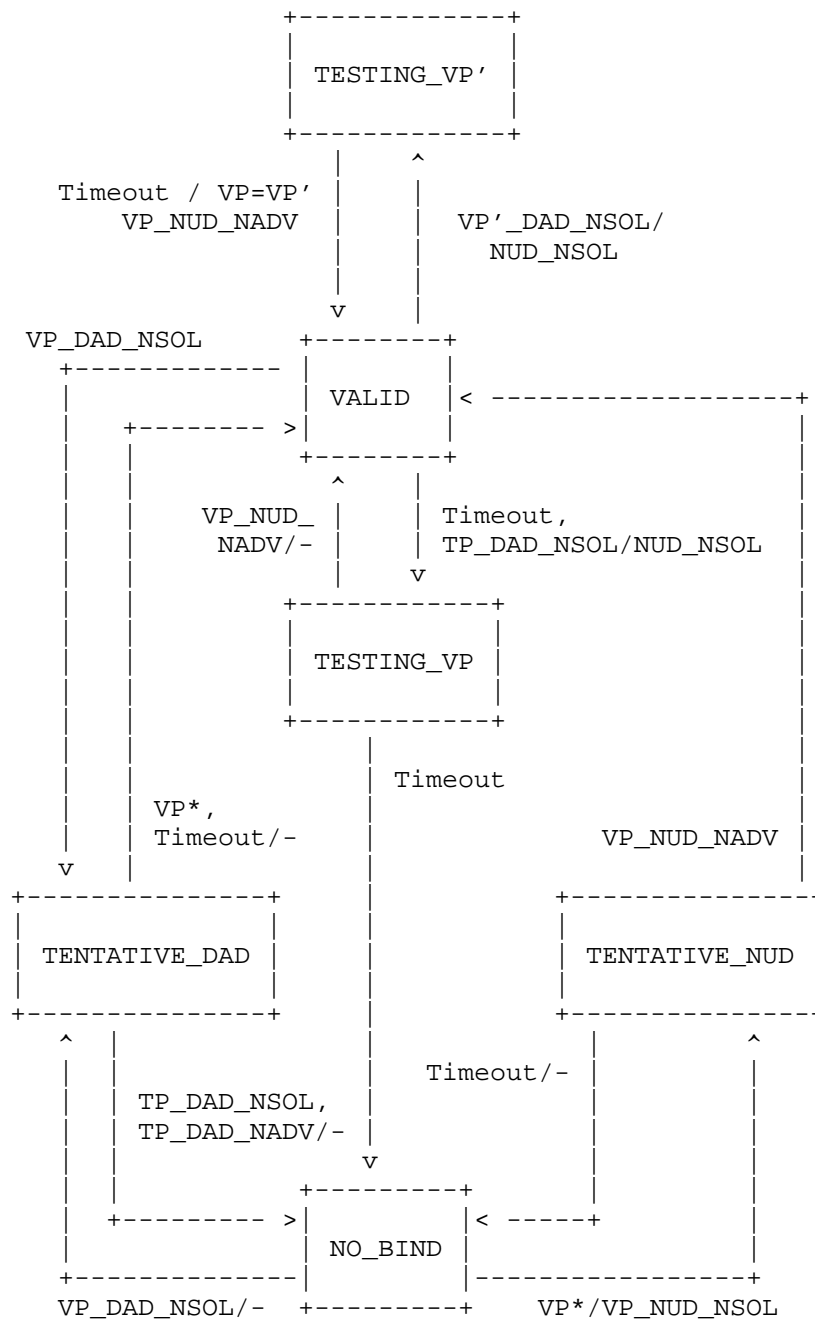 TESTING_VP'
Timeout / VP=VP'
VP_NUD_NADV
VP'_DAD_NSOL/
NUD_NSOL
VP_DAD_NSOL
VALID
VP_NUD_
NADV/-
Timeout,
TP_DAD_NSOL/NUD_NSOL
TESTING_VP
Timeout
VP*,
Timeout/-
VP_NUD_NADV
TENTATIVE_DAD
TENTATIVE_NUD
Timeout/-
TP_DAD_NSOL,
TP_DAD_NADV/-
NO_BIND
VP_DAD_NSOL/-
VP*/VP_NUD_NSOL